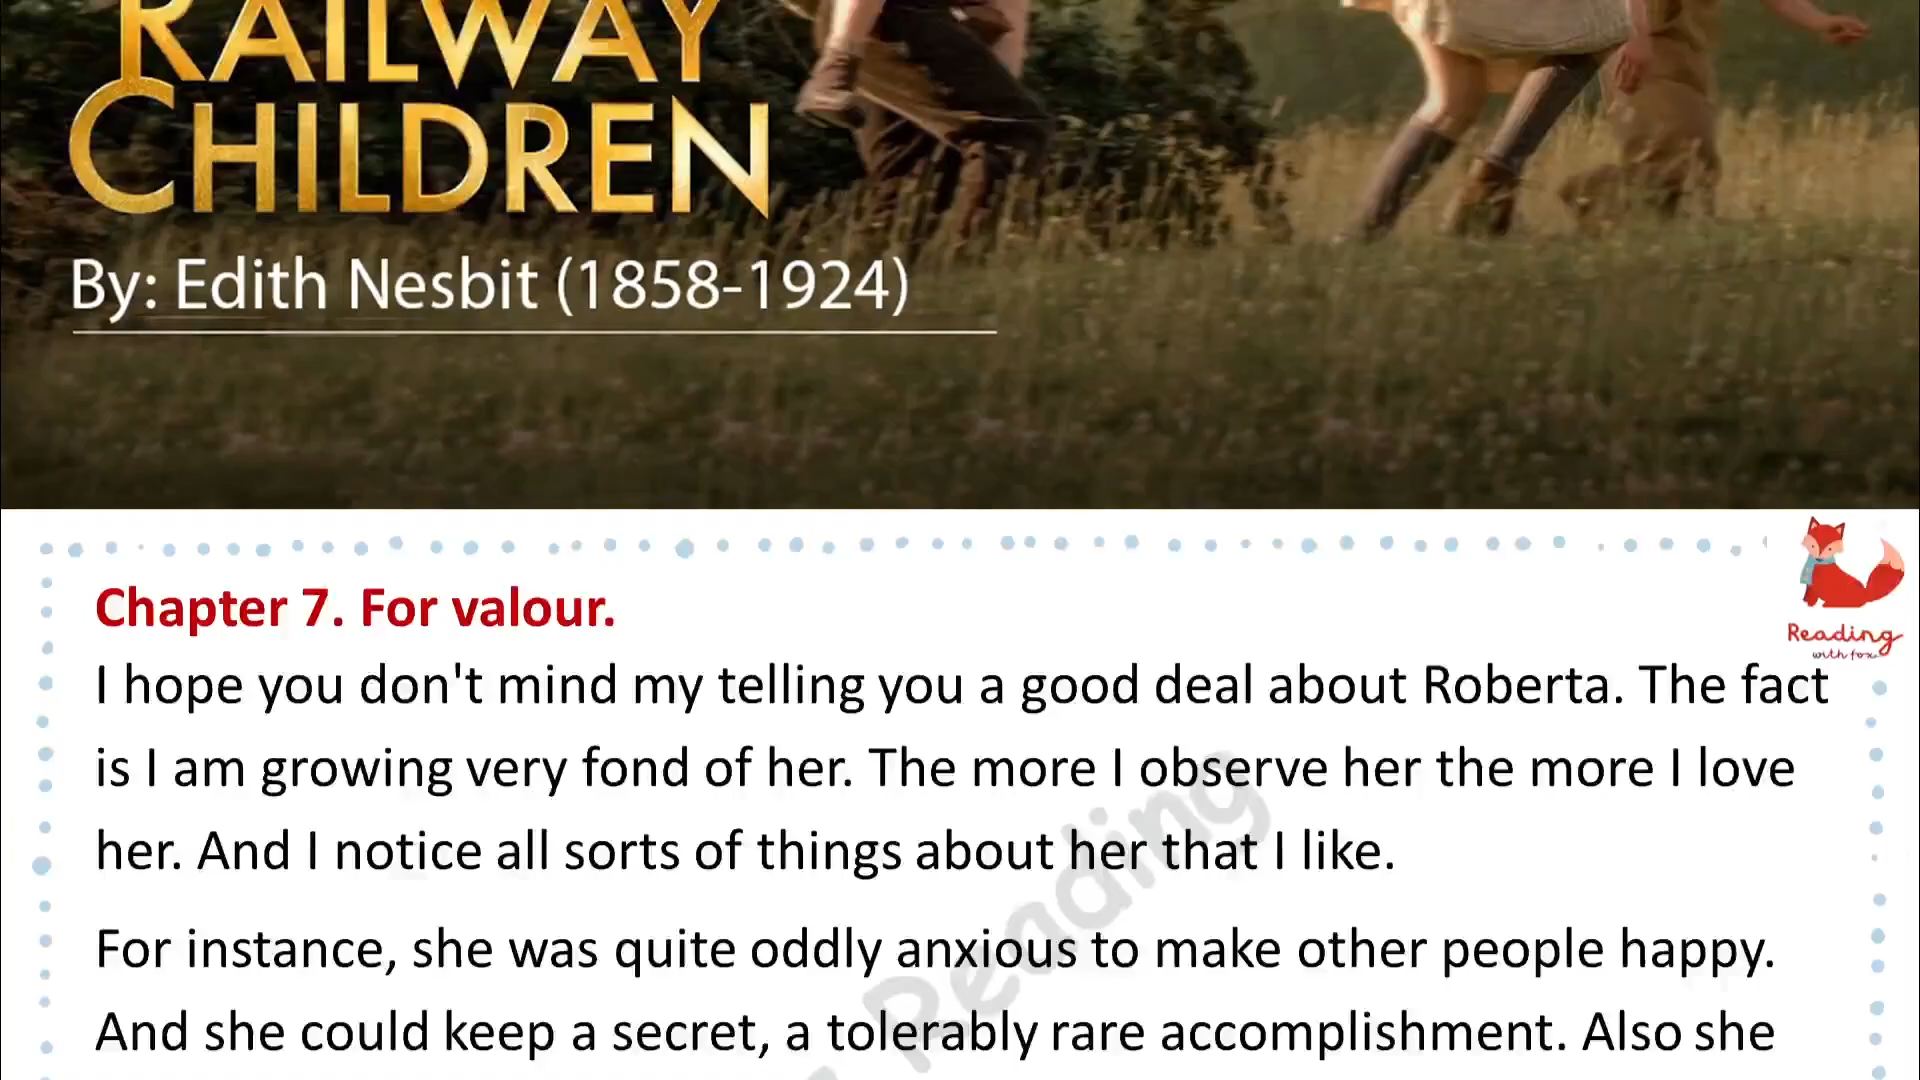 RAILWAY
CHILDREN
By: Edith Nesbit (1858-1924)
Reading
with fox
Chapter 7. For valour.
I hope you don't mind my telling you a good deal about Roberta. The fact
is I am growing very fond of her. The more I observe her the more I love
her. And I notice all sorts of things about her that I like.
For instance, she was quite oddly anxious to make other people happy.
And she could keep a secret, a tolerably rare accomplishment. Also she
Reading